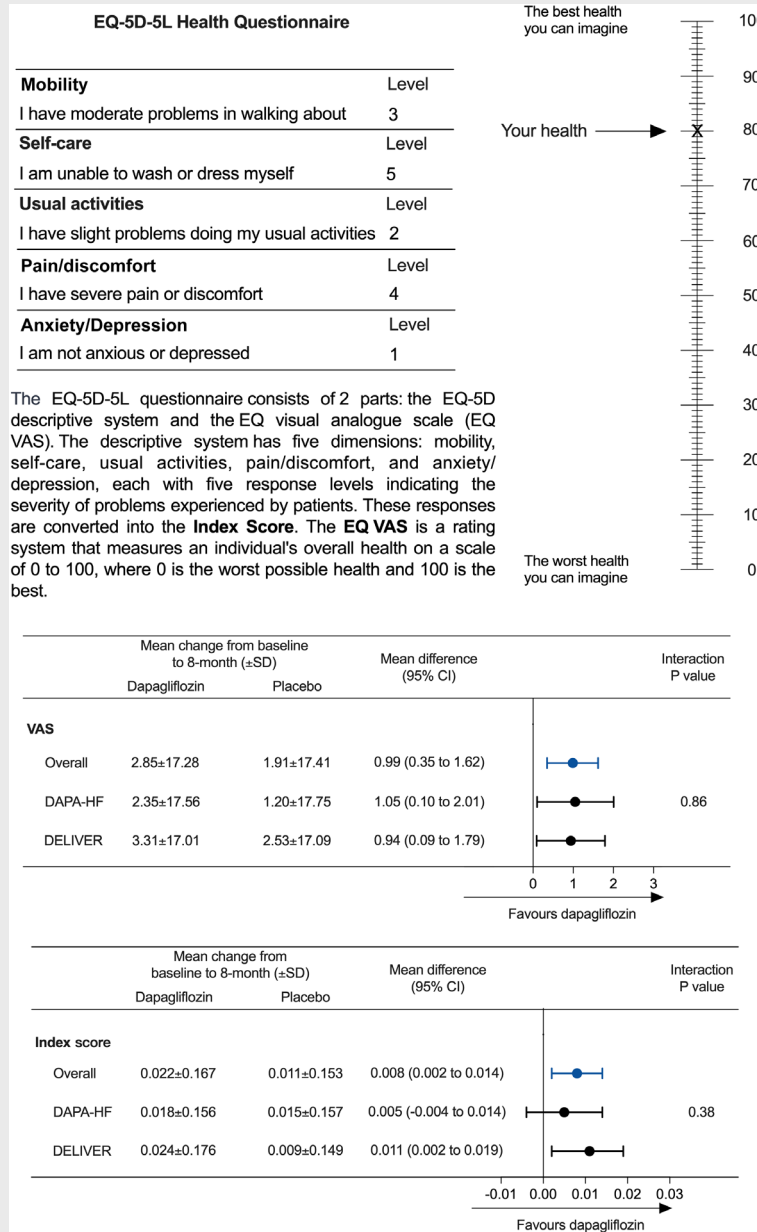 EQ-5D-5L Health Questionnaire
Mobility Level
I have moderate problems in walking about 3
Self-care Level
I am unable to wash or dress myself 5
Usual activities Level
I have slight problems doing my usual activities 2
Pain/discomfort Level
I have severe pain or discomfort 4
Anxiety/Depression Level
I am not anxious or depressed 1
The EQ-5D-5L questionnaire consists of 2 parts: the EQ-5D
descriptive system and the EQ visual analogue scale (EQ
VAS). The descriptive system has five dimensions: mobility,
self-care, usual activities, pain/discomfort, and anxiety/
depression, each with five response levels indicating the
severity of problems experienced by patients. These responses
are converted into the Index Score. The EQ VAS is a rating
system that measures an individual's overall health on a scale
of 0 to 100, where 0 is the worst possible health and 100 is the
best.
The best health
you can imagine
10
90
Your health X 80
70
60
50
40
30
20
10
0
The worst health
you can imagine
Mean change from baseline
to 8-month (±SD)
Mean difference
(95% CI)
Interaction
P value
Dapagliflozin Placebo
VAS
Overall 2.85±17.28 1.91±17.41 0.99 (0.35 to 1.62)
DAPA-HF 2.35±17.56 1.20±17.75 1.05 (0.10 to 2.01) 0.86
DELIVER 3.31±17.01 2.53±17.09 0.94 (0.09 to 1.79)
0 1 2 3
Favours dapagliflozin
Mean change from
baseline to 8-month (±SD)
Mean difference
(95% CI)
Interaction
P value
Dapagliflozin Placebo
Index score
Overall 0.022±0.167 0.011±0.153 0.008 (0.002 to 0.014)
DAPA-HF 0.018±0.156 0.015±0.157 0.005 (-0.004 to 0.014) 0.38
DELIVER 0.024±0.176 0.009±0.149 0.011 (0.002 to 0.019)
-0.01 0.00 0.01 0.02 0.03
Favours dapagliflozin